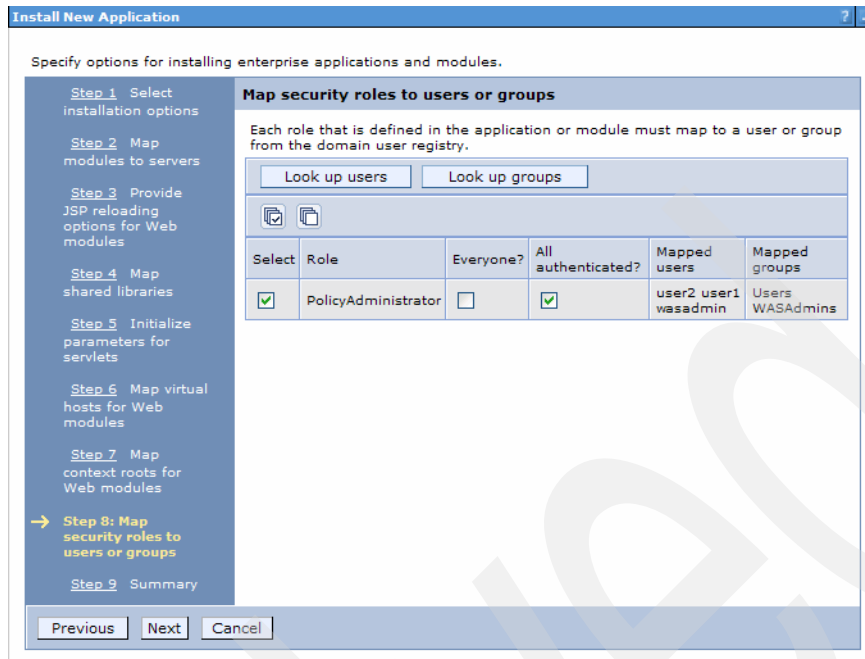 Install New Application
?
Specify options for installing enterprise applications and modules.
Step 1 Select
installation options
Step 2 Map
modules to servers
Step 3 Provide
JSP reloading
options for Web
modules
Step 4 Map
shared libraries
Step 5 Initialize
parameters for
servlets
Step 6 Map virtual
hosts for Web
modules
Step 7 Map
context roots for
Web modules
Step 8: Map
security roles to
users or groups
Step 9 Summary
Map security roles to users or groups
Each role that is defined in the application or module must map to a user or group
from the domain user registry.
Look up users Look up groups
Select Role Everyone? All
authenticated? Mapped
users Mapped
groups
PolicyAdministrator user2 user1
wasadmin Users
WASAdmins
Previous Next Cancel